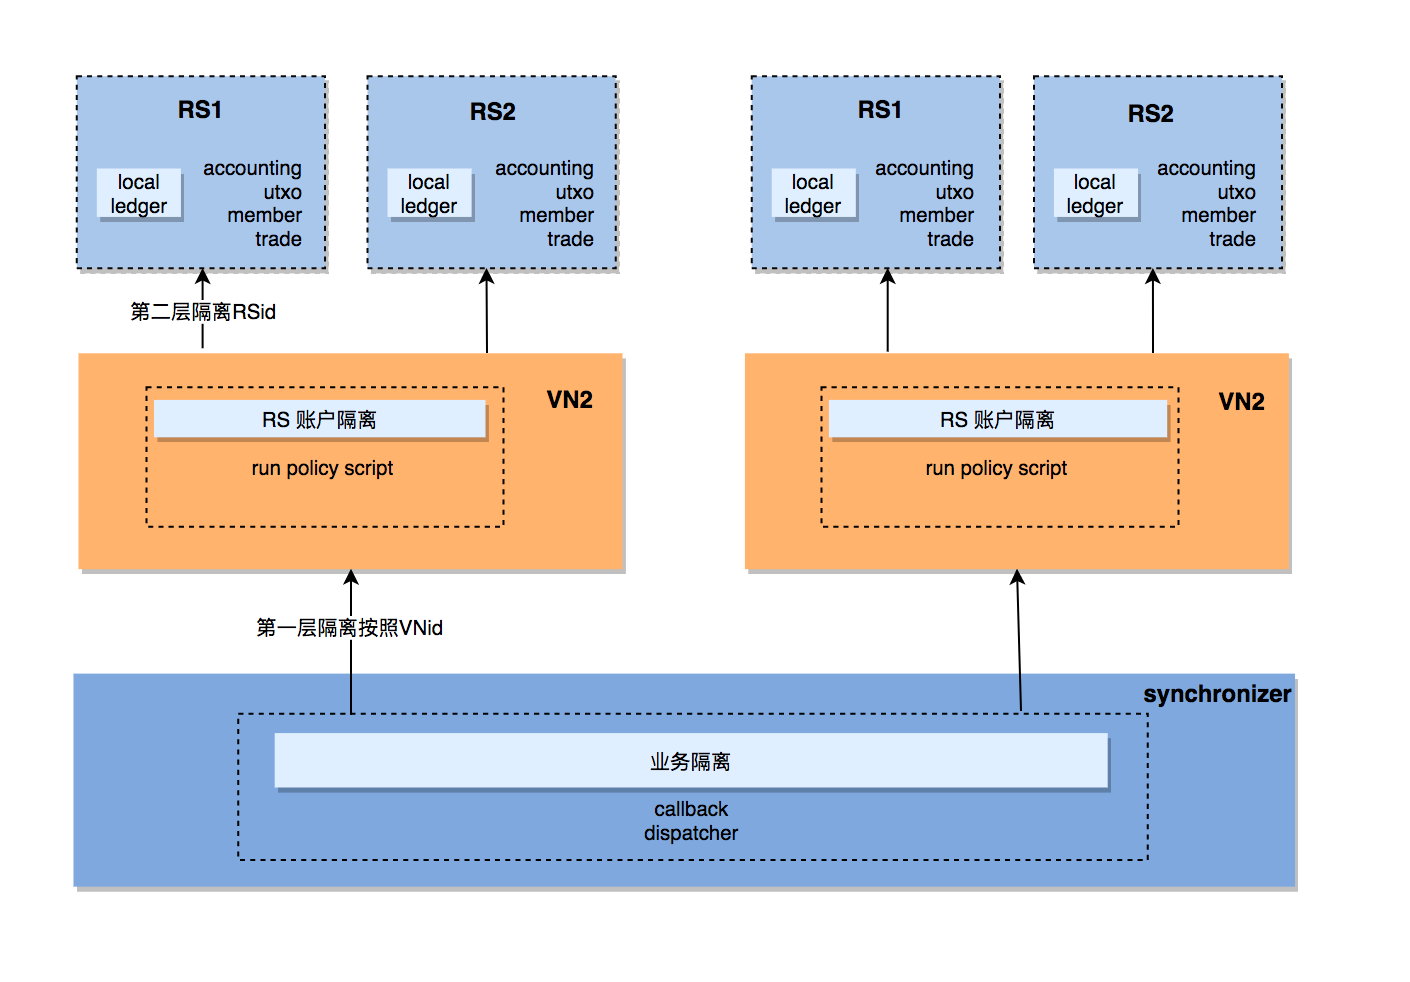 RS1
local
ledger
accounting
utxo
member
trade
RS2
local
ledger
accounting
utxo
member
trade
RS1
local
ledger
accounting
utxo
member
trade
RS2
local
ledger
accounting
utxo
member
trade
第二层隔离RSid
VN2
RS 账户隔离
run policy script
VN2
RS 账户隔离
run policy script
第一层隔离按照VNid
synchronizer
业务隔离
callback
dispatcher